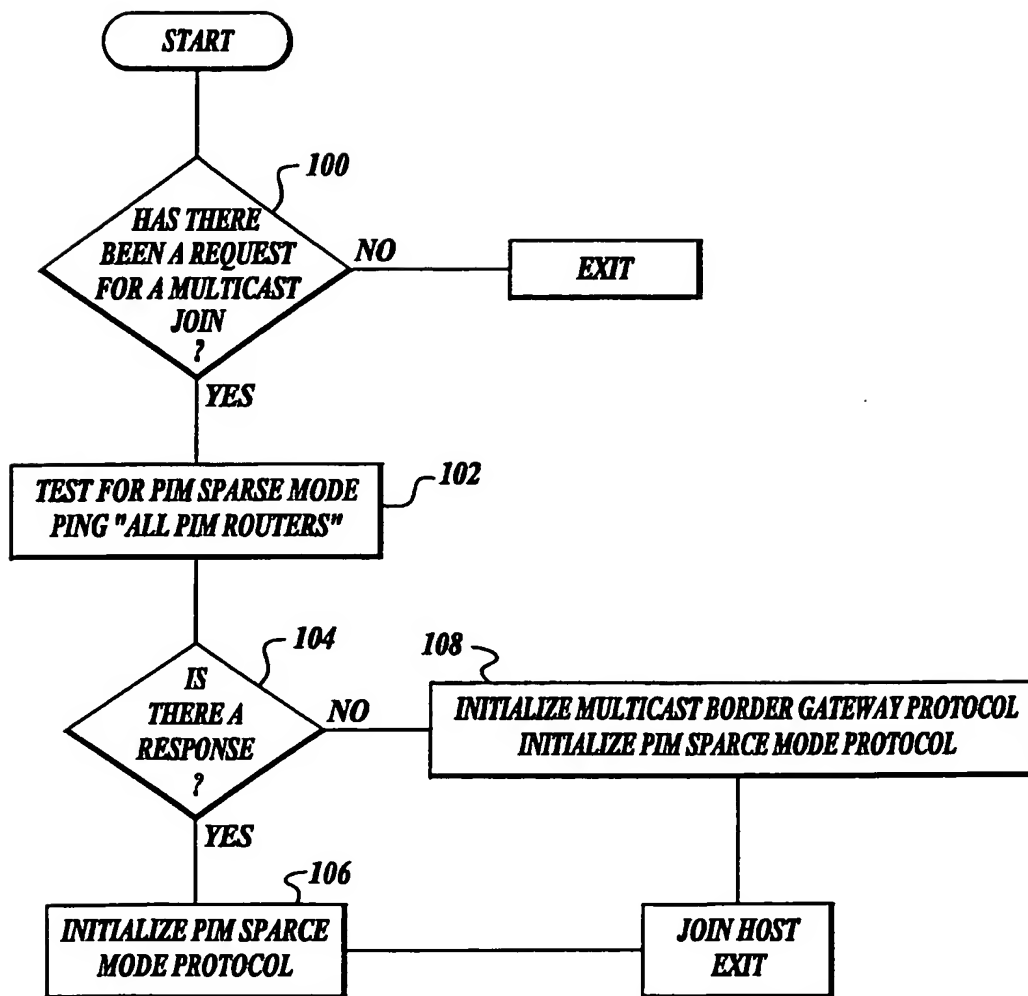 START
100
HAS THERE
BEEN A REQUEST
FOR A MULTICAST
JOIN
?
NO
EXIT
YES
102
TEST FOR PIM SPARSE MODE
PING "ALL PIM ROUTERS"
104
IS
THERE A
RESPONSE
?
NO
108
INITIALIZE MULTICAST BORDER GATEWAY PROTOCOL
INITIALIZE PIM SPARCE MODE PROTOCOL
YES
106
INITIALIZE PIM SPARCE
MODE PROTOCOL
JOIN HOST
EXIT